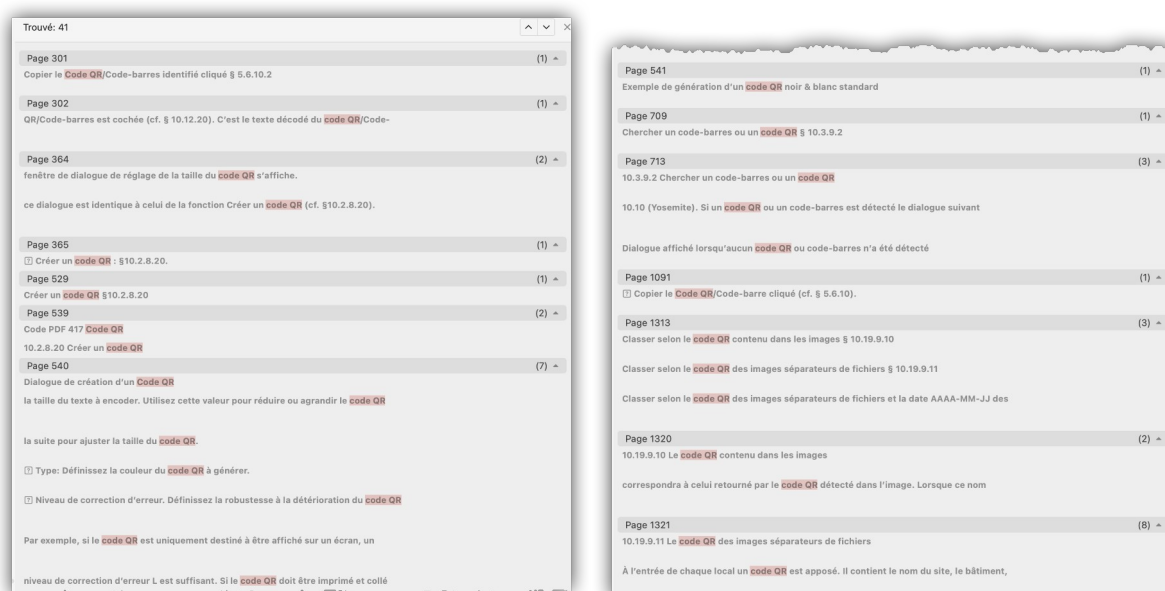 Trouvé: 41
Page 301 (1)
Copier le Code QR/Code-barres identifié cliqué § 5.6.10.2
Page 302 (1)
QR/Code-barres est cochée (cf. § 10.12.20). C'est le texte décodé du code QR/Code-
Page 364 (2)
fenêtre de dialogue de réglage de la taille du code QR s'affiche.
ce dialogue est identique à celui de la fonction Créer un code QR (cf. §10.2.8.20).
Page 365 (1)
Créer un code QR : §10.2.8.20.
Page 529 (1)
Créer un code QR §10.2.8.20
Page 539 (2)
Code PDF 417 Code QR
10.2.8.20 Créer un code QR
Page 540 (7)
Dialogue de création d'un Code QR
la taille du texte à encoder. Utilisez cette valeur pour réduire ou agrandir le code QR
la suite pour ajuster la taille du code QR.
Type: Définissez la couleur du code QR à générer.
Niveau de correction d'erreur. Définissez la robustesse à la détérioration du code QR
Par exemple, si le code QR est uniquement destiné à être affiché sur un écran, un
niveau de correction d'erreur L est suffisant. Si le code QR doit être imprimé et collé
Page 541 (1)
Exemple de génération d'un code QR noir & blanc standard
Page 709 (1)
Chercher un code-barres ou un code QR § 10.3.9.2
Page 713 (3)
10.3.9.2 Chercher un code-barres ou un code QR
10.10 (Yosemite). Si un code QR ou un code-barres est détecté le dialogue suivant
Dialogue affiché lorsqu'aucun code QR ou code-barres n'a été détecté
Page 1091 (1)
Copier le Code QR/Code-barre cliqué (cf. § 5.6.10).
Page 1313 (3)
Classer selon le code QR contenu dans les images § 10.19.9.10
Classer selon le code QR des images séparateurs de fichiers § 10.19.9.11
Classer selon le code QR des images séparateurs de fichiers et la date AAAA-MM-JJ des
Page 1320 (2)
10.19.9.10 Le code QR contenu dans les images
correspondra à celui retourné par le code QR détecté dans l'image. Lorsque ce nom
Page 1321 (8)
10.19.9.11 Le code QR des images séparateurs de fichiers
À l'entrée de chaque local un code QR est apposé. Il contient le nom du site, le bâtiment,